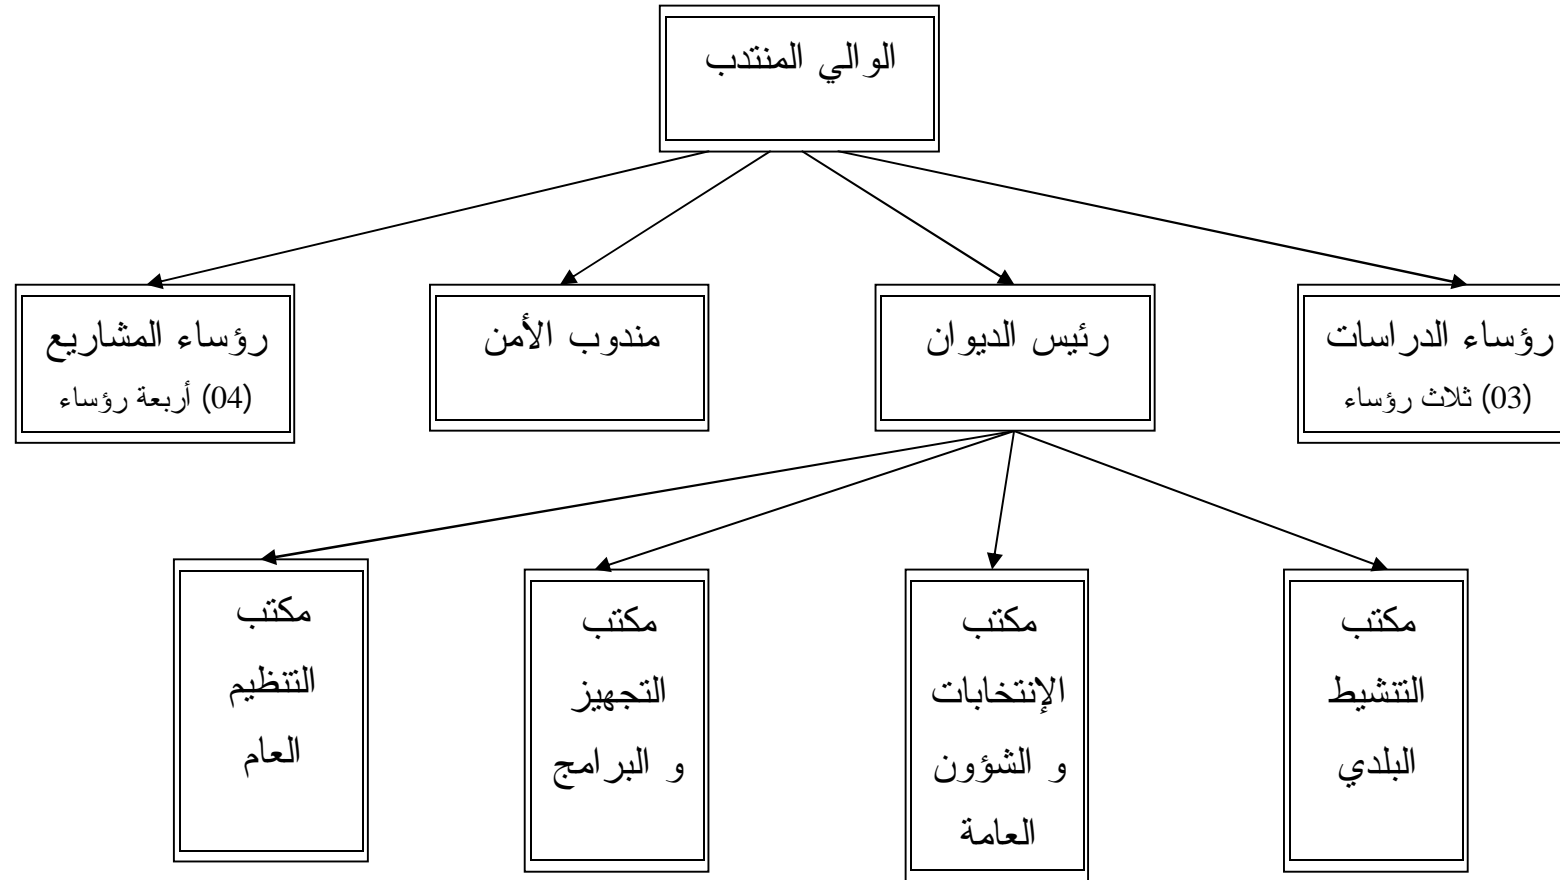 الوالي المنتدب
رؤساء الدراسات
(03) ثلاث رؤساء
رئيس الديوان
مندوب الأمن
رؤساء المشاريع
(04) أربعة رؤساء
مكتب
التنشيط
البلدي
مكتب
الإنتخابات
و الشؤون
العامة
مكتب
التجهيز
و البرامج
مكتب
التنظيم
العام